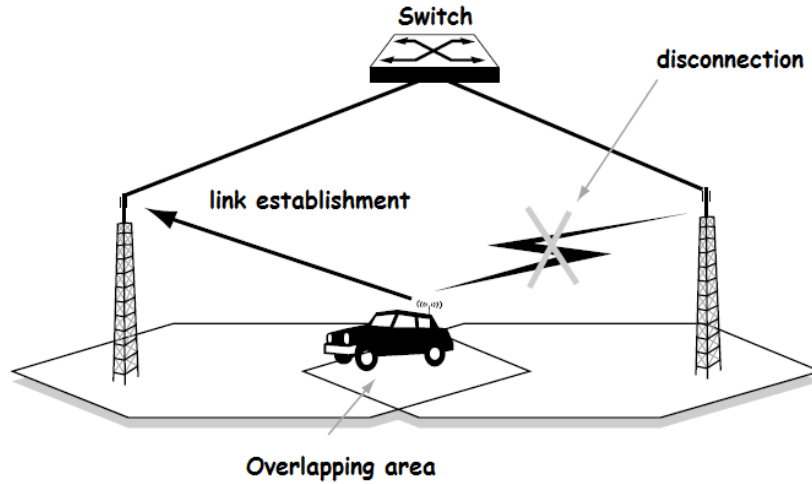 Switch
disconnection
link establishment
Overlapping area